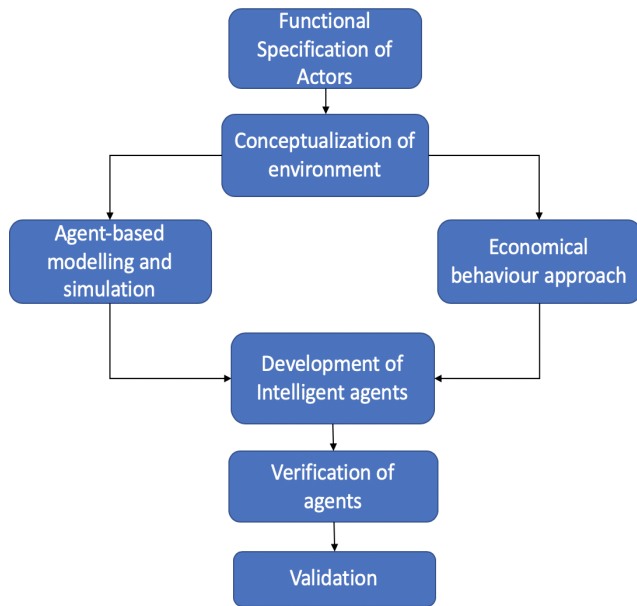 Functional
Specification of
Actors
Conceptualization of
environment
Agent-based
modelling and
simulation
Economical
behaviour approach
Development of
Intelligent agents
Verification of
agents
Validation